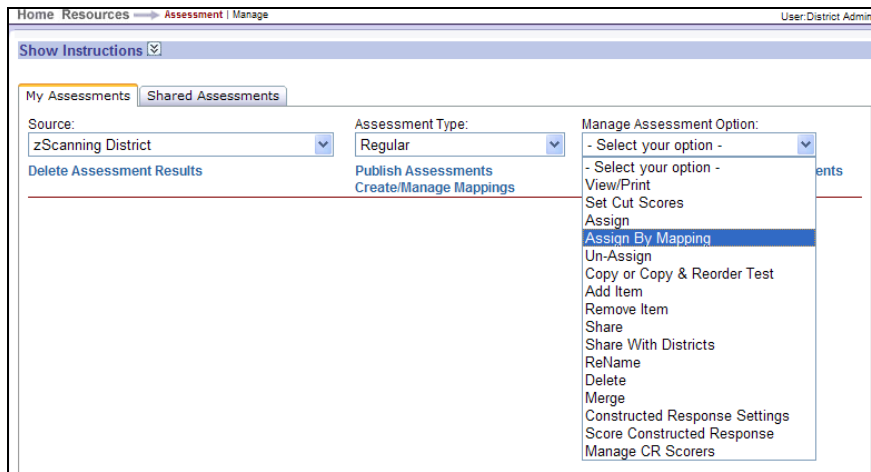 Home Resources Assessment | Manage User:District Admin
Show Instructions
My Assessments Shared Assessments
Source: Assessment Type: Manage Assessment Option:
zScanning District Regular - Select your option -
Delete Assessment Results Publish Assessments
Create/Manage Mappings
- Select your option -
View/Print
Set Cut Scores
Assign
Assign By Mapping
Un-Assign
Copy or Copy & Reorder Test
Add Item
Remove Item
Share
Share With Districts
ReName
Delete
Merge
Constructed Response Settings
Score Constructed Response
Manage CR Scorers